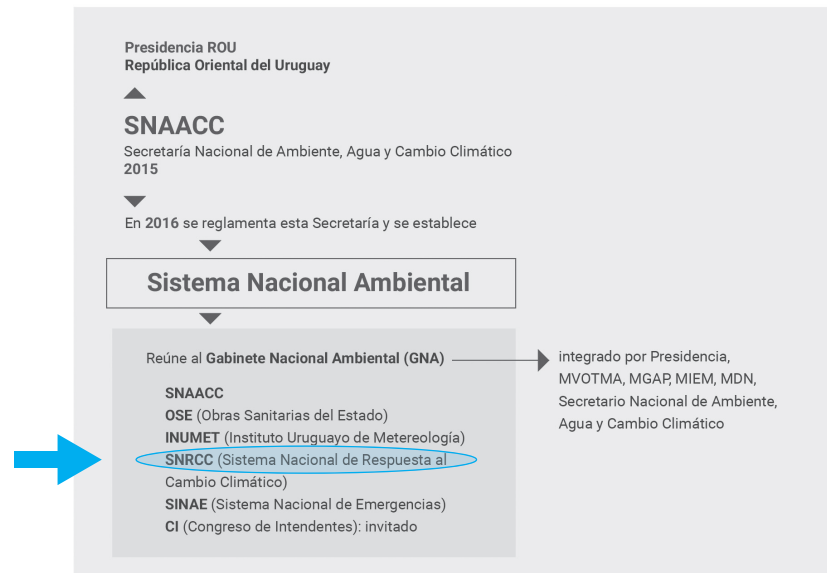 Presidencia ROU
República Oriental del Uruguay
SNAACC
Secretaría Nacional de Ambiente, Agua y Cambio Climático
2015
En 2016 se reglamenta esta Secretaría y se establece
Sistema Nacional Ambiental
Reúne al Gabinete Nacional Ambiental (GNA)
integrado por Presidencia,
MVOTMA, MGAP, MIEM, MDN,
Secretario Nacional de Ambiente,
Agua y Cambio Climático
SNAACC
OSE (Obras Sanitarias del Estado)
INUMET (Instituto Uruguayo de Metereología)
SNRCC (Sistema Nacional de Respuesta al
Cambio Climático)
SINAE (Sistema Nacional de Emergencias)
CI (Congreso de Intendentes): invitado